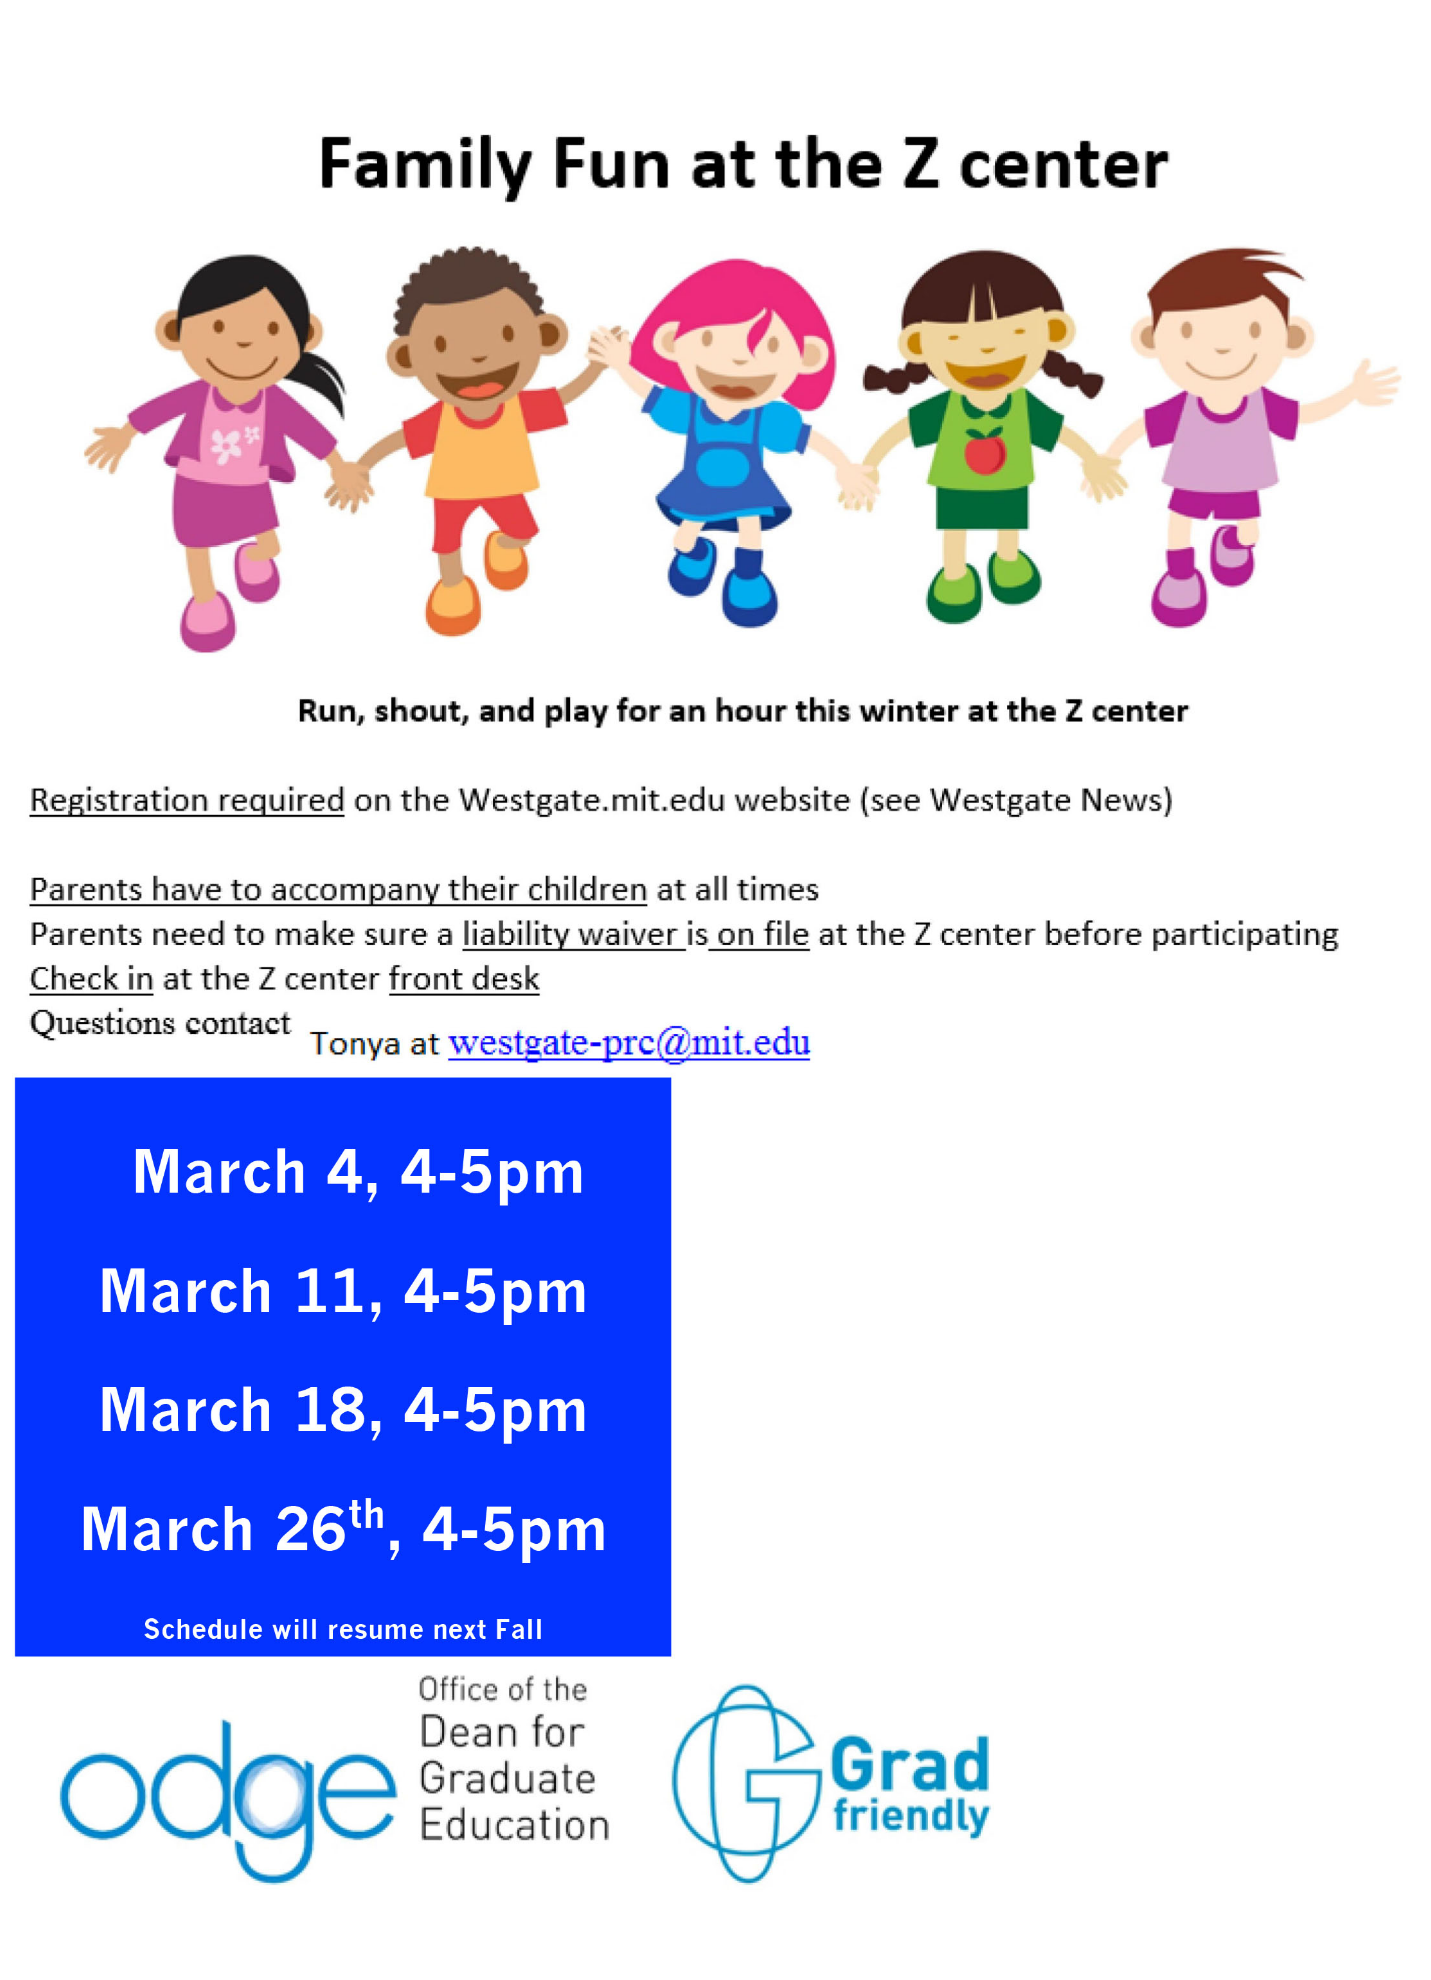 Family Fun at the Z center
Run, shout, and play for an hour this winter at the Z center
Registration required on the Westgate.mit.edu website (see Westgate News)
Parents have to accompany their children at all times
Parents need to make sure a liability waiver is on file at the Z center before participating
Check in at the Z center front desk
Questions contact Tonya at westgate-prc@mit.edu
March 4, 4-5pm
March 11, 4-5pm
March 18, 4-5pm
March 26th, 4-5pm
Schedule will resume next Fall
odge
Office of the
Dean for
Graduate
Education
G
Grad
friendly